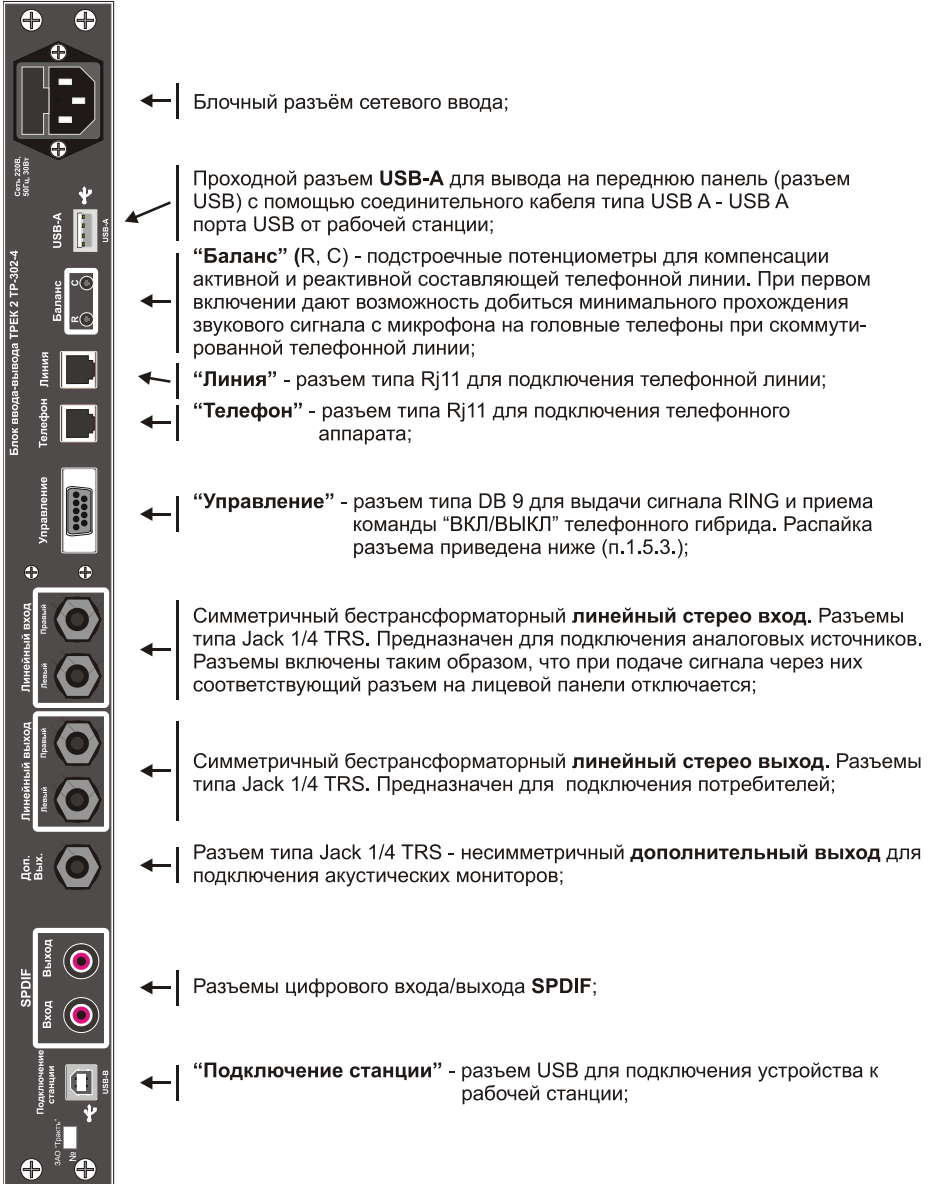 Сеть 220В,
50Гц, 30Вт
Блочный разъём сетевого ввода;
USB-A
USB-A
Проходной разъем USB-A для вывода на переднюю панель (разъем
USB) с помощью соединительного кабеля типа USB A - USB A
порта USB от рабочей станции;
Блок ввода-вывода ТРЕК 2 ТР-302-4
Баланс
R C
“Баланс” (R, C) - подстроечные потенциометры для компенсации
активной и реактивной составляющей телефонной линии. При первом
включении дают возможность добиться минимального прохождения
звукового сигнала с микрофона на головные телефоны при скоммути-
рованной телефонной линии;
Линия
“Линия” - разъем типа Rj11 для подключения телефонной линии;
Телефон
“Телефон” - разъем типа Rj11 для подключения телефонного
аппарата;
Управление
“Управление” - разъем типа DB 9 для выдачи сигнала RING и приема
команды “ВКЛ/ВЫКЛ” телефонного гибрида. Распайка
разъема приведена ниже (п.1.5.3.);
Линейный вход
Левый Правый
Симметричный бестрансформаторный линейный стерео вход. Разъемы
типа Jack 1/4 TRS. Предназначен для подключения аналоговых источников.
Разъемы включены таким образом, что при подаче сигнала через них
соответствующий разъем на лицевой панели отключается;
Линейный выход
Левый Правый
Симметричный бестрансформаторный линейный стерео выход. Разъемы
типа Jack 1/4 TRS. Предназначен для подключения потребителей;
Доп.
Вых.
Разъем типа Jack 1/4 TRS - несимметричный дополнительный выход для
подключения акустических мониторов;
SPDIF
Вход Выход
Разъемы цифрового входа/выхода SPDIF;
Подключение
станции
USB-B
“Подключение станции” - разъем USB для подключения устройства к
рабочей станции;
ЗАО "Трактъ"
№